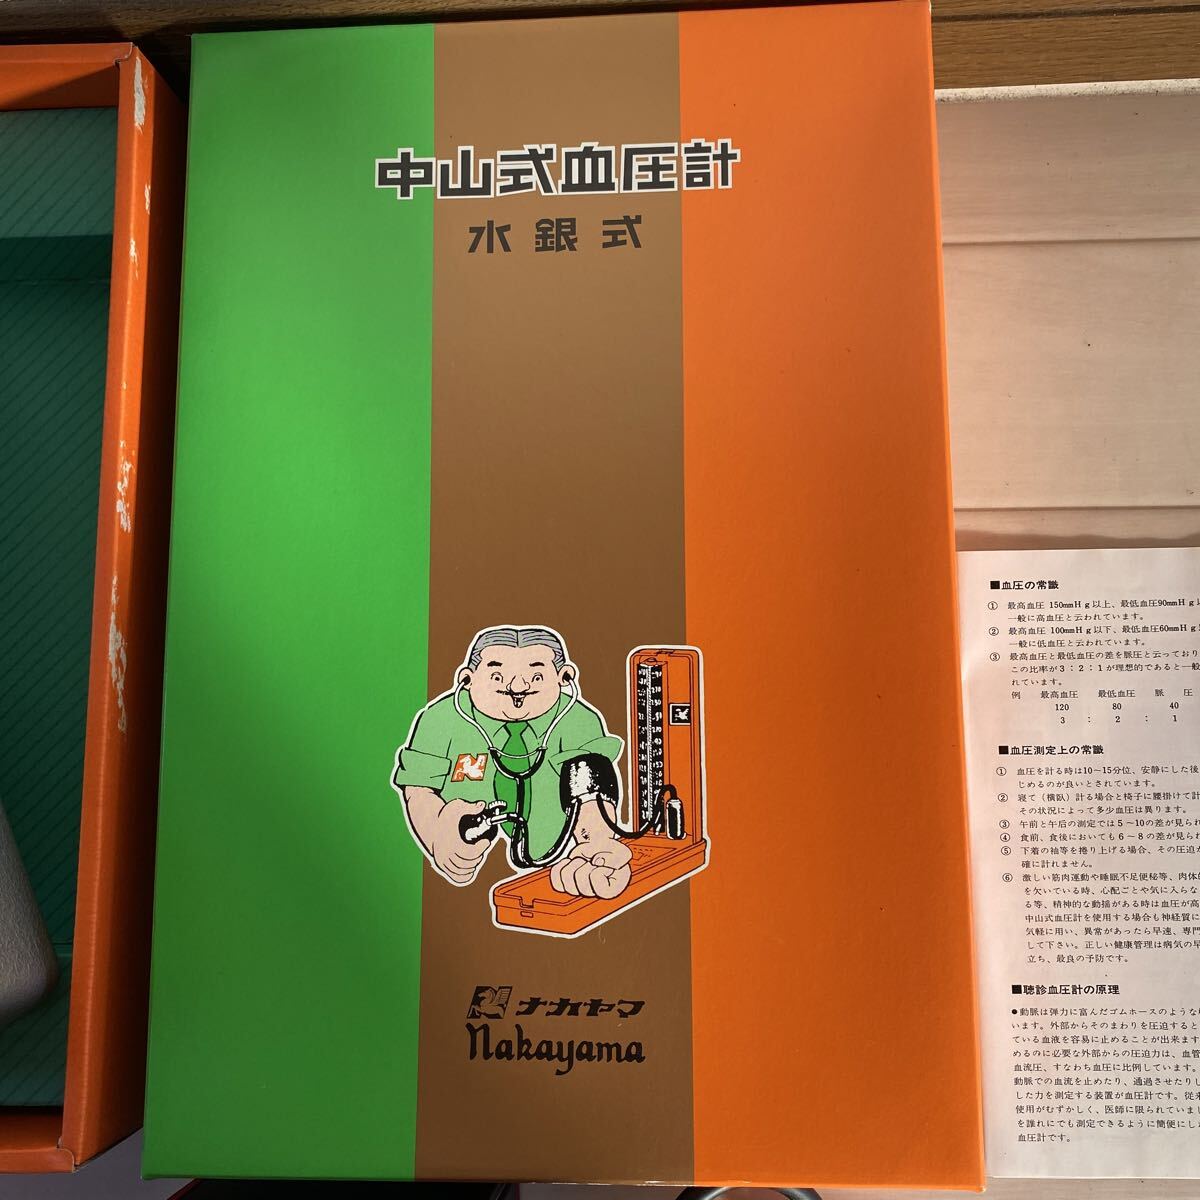 中山式血圧計
水銀式
N
ナカヤマ
nakayama
■血圧の常識
① 最高血圧 150mmHg以上、最低血圧90mmHg
一般に高血圧と云われています。
② 最高血圧 100mmHg以下、最低血圧60mmHg
一般に低血圧と云われています。
③ 最高血圧と最低血圧の差を脈圧と云っており
この比率が3:2:1が理想的であると一般
れています。
例 最高血圧 最低血圧 脈 圧
120 80 40
3 : 2 : 1
■血圧測定上の常識
① 血圧を計る時は10〜15分位、安静にした後
じめるのが良いとされています。
② 寝て(横臥)計る場合と椅子に腰掛けて計
その状況によって多少血圧は異ります。
③ 午前と午后の測定では5〜10の差が見られ
④ 食前、食後においても6〜8の差が見られ
⑤ 下着の袖等を捲り上げる場合、その圧迫が
確に計れません。
⑥ 激しい筋肉運動や睡眠不足便秘等、肉体的
を欠いている時、心配ごとや気に入らな
る等、精神的な動揺がある時は血圧が高
中山式血圧計を使用する場合も神経質に
気軽に用い、異常があったら早速、専門
して下さい。正しい健康管理は病気の早
立ち、最良の予防です。
■聴診血圧計の原理
●動脈は弾力に富んだゴムホースのような
います。外部からそのまわりを圧迫すると
ている血液を容易に止めることが出来ます
めるのに必要な外部からの圧迫力は、血管
血流圧、すなわち血圧に比例しています。
動脈での血流を止めたり、通過させたりし
した力を測定する装置が血圧計です。従来
使用がむずかしく、医師に限られていまし
を誰れにでも測定できるように簡便にし
血圧計です。